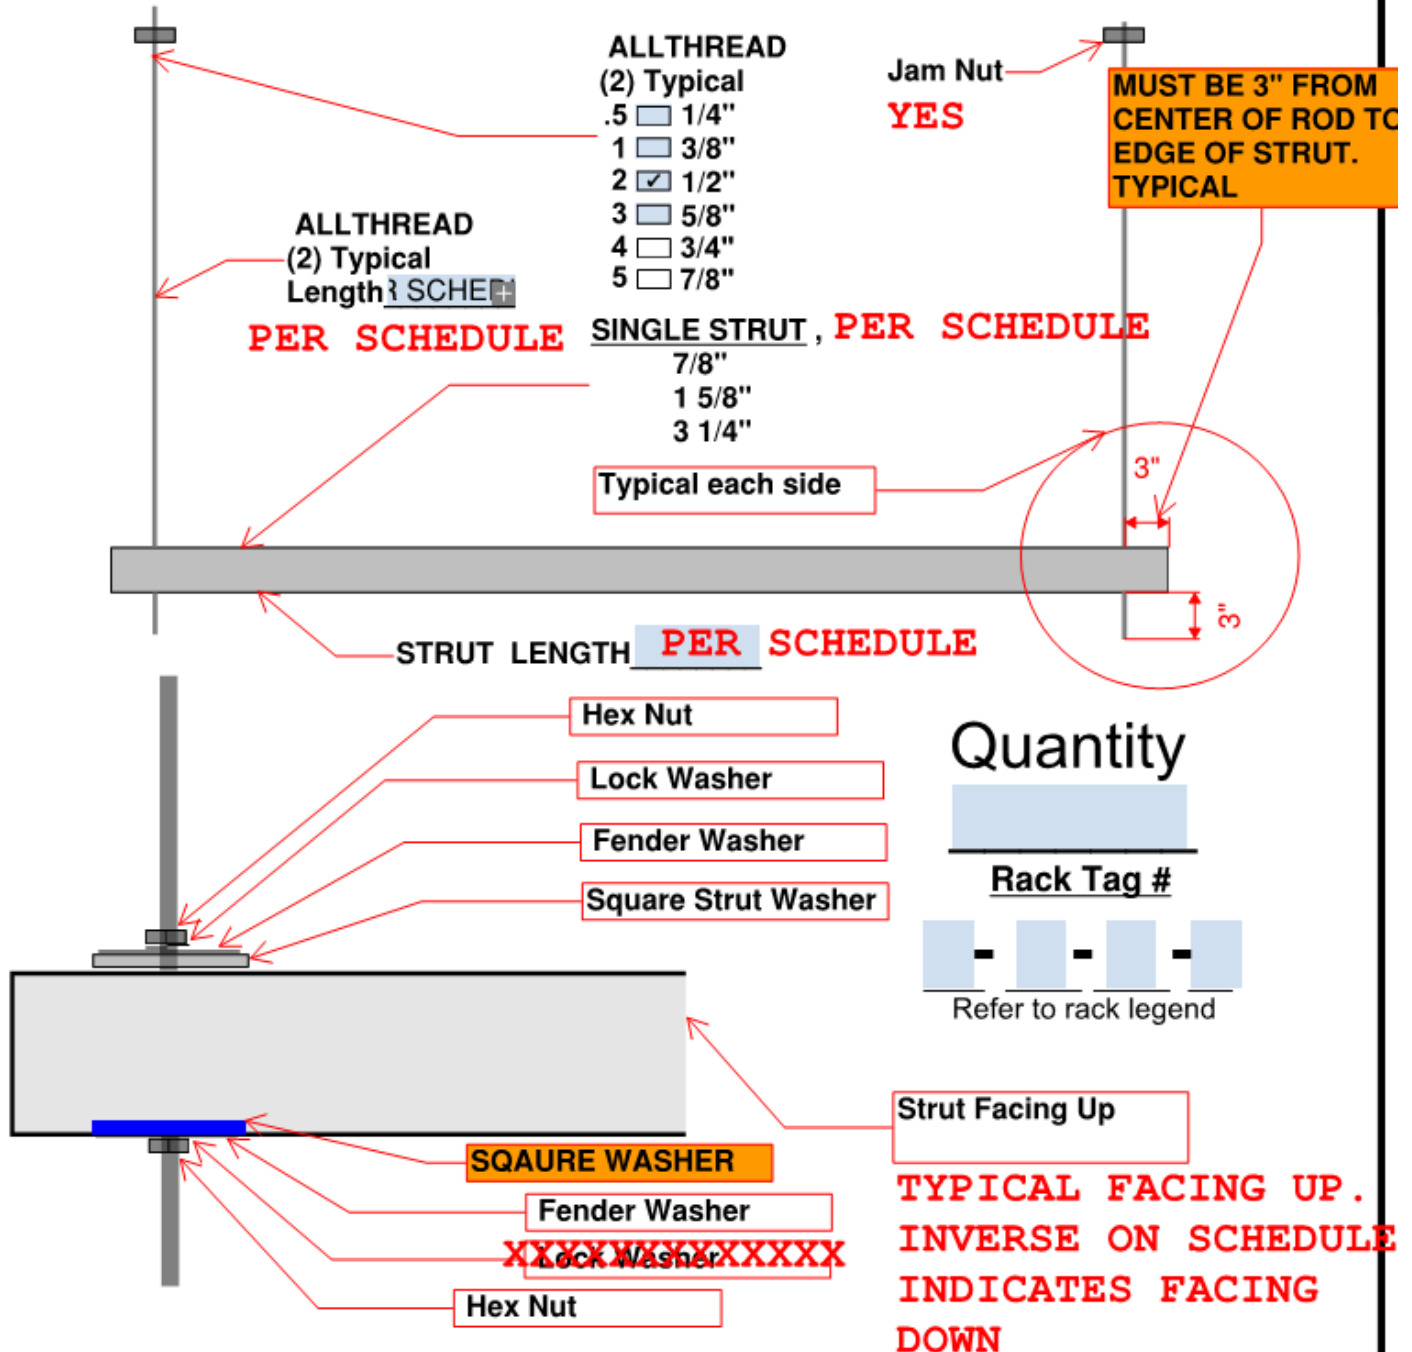 ALLTHREAD
(2) Typical
.5 1/4"
1 3/8"
2 ✓ 1/2"
3 5/8"
4 3/4"
5 7/8"
Jam Nut
YES
MUST BE 3" FROM
CENTER OF ROD TO
EDGE OF STRUT.
TYPICAL
ALLTHREAD
(2) Typical
Length R SCHED
PER SCHEDULE
SINGLE STRUT , PER SCHEDULE
7/8"
1 5/8"
3 1/4"
Typical each side
3"
3"
STRUT LENGTH PER SCHEDULE
Hex Nut
Lock Washer
Fender Washer
Square Strut Washer
Quantity
Rack Tag #
- - -
Refer to rack legend
Strut Facing Up
TYPICAL FACING UP.
INVERSE ON SCHEDULE
INDICATES FACING
DOWN
SQAURE WASHER
Fender Washer
Lock Washer
XXXXXXXXXXXXX
Hex Nut